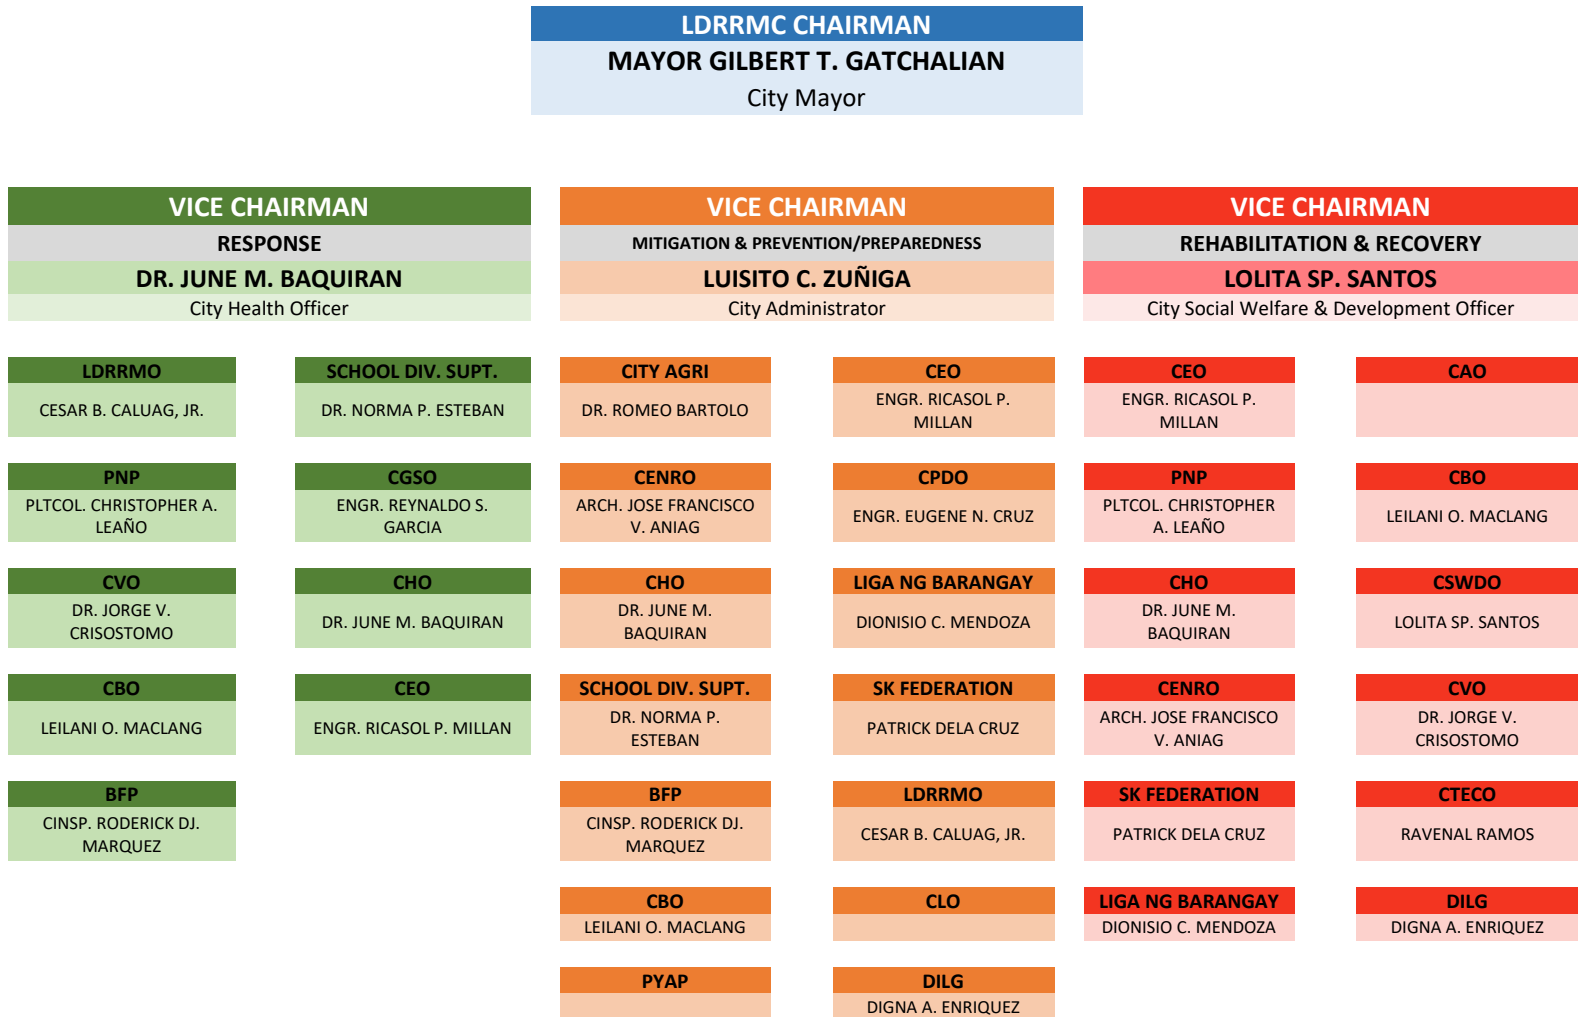 LDRRMC CHAIRMAN
MAYOR GILBERT T. GATCHALIAN
City Mayor
VICE CHAIRMAN
RESPONSE
DR. JUNE M. BAQUIRAN
City Health Officer
LDRRMO
CESAR B. CALUAG, JR.
SCHOOL DIV. SUPT.
DR. NORMA P. ESTEBAN
PNP
PLTCOL. CHRISTOPHER A.
LEAÑO
CGSO
ENGR. REYNALDO S.
GARCIA
CVO
DR. JORGE V.
CRISOSTOMO
CHO
DR. JUNE M. BAQUIRAN
CBO
LEILANI O. MACLANG
CEO
ENGR. RICASOL P. MILLAN
BFP
CINSP. RODERICK DJ.
MARQUEZ
VICE CHAIRMAN
MITIGATION & PREVENTION/PREPAREDNESS
LUISITO C. ZUÑIGA
City Administrator
CITY AGRI
DR. ROMEO BARTOLO
CEO
ENGR. RICASOL P.
MILLAN
CENRO
ARCH. JOSE FRANCISCO
V. ANIAG
CPDO
ENGR. EUGENE N. CRUZ
CHO
DR. JUNE M.
BAQUIRAN
LIGA NG BARANGAY
DIONISIO C. MENDOZA
SCHOOL DIV. SUPT.
DR. NORMA P.
ESTEBAN
SK FEDERATION
PATRICK DELA CRUZ
BFP
CINSP. RODERICK DJ.
MARQUEZ
LDRRMO
CESAR B. CALUAG, JR.
CBO
LEILANI O. MACLANG
CLO
PYAP
DILG
DIGNA A. ENRIQUEZ
VICE CHAIRMAN
REHABILITATION & RECOVERY
LOLITA SP. SANTOS
City Social Welfare & Development Officer
CEO
ENGR. RICASOL P.
MILLAN
CAO
PNP
PLTCOL. CHRISTOPHER
A. LEAÑO
CBO
LEILANI O. MACLANG
CHO
DR. JUNE M.
BAQUIRAN
CSWDO
LOLITA SP. SANTOS
CENRO
ARCH. JOSE FRANCISCO
V. ANIAG
CVO
DR. JORGE V.
CRISOSTOMO
SK FEDERATION
PATRICK DELA CRUZ
CTECO
RAVENAL RAMOS
LIGA NG BARANGAY
DIONISIO C. MENDOZA
DILG
DIGNA A. ENRIQUEZ